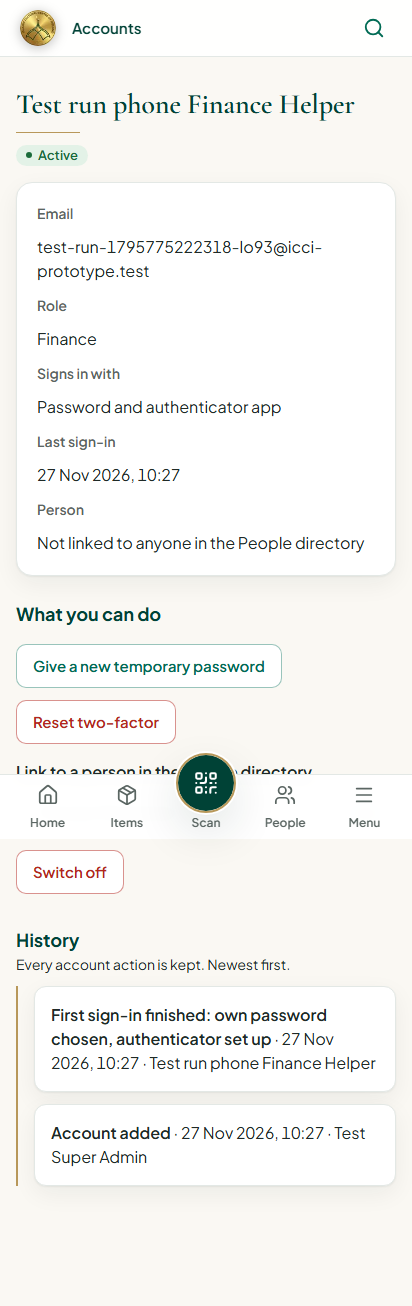 Accounts
Test run phone Finance Helper
Active
Email
test-run-1795775222318-lo93@icci-
prototype.test
Role
Finance
Signs in with
Password and authenticator app
Last sign-in
27 Nov 2026, 10:27
Person
Not linked to anyone in the People directory
What you can do
Give a new temporary password
Reset two-factor
Link to a person in the directory
Home
Items
Scan
People
Menu
Switch off
History
Every account action is kept. Newest first.
First sign-in finished: own password
chosen, authenticator set up · 27 Nov
2026, 10:27 · Test run phone Finance Helper
Account added · 27 Nov 2026, 10:27 · Test
Super Admin